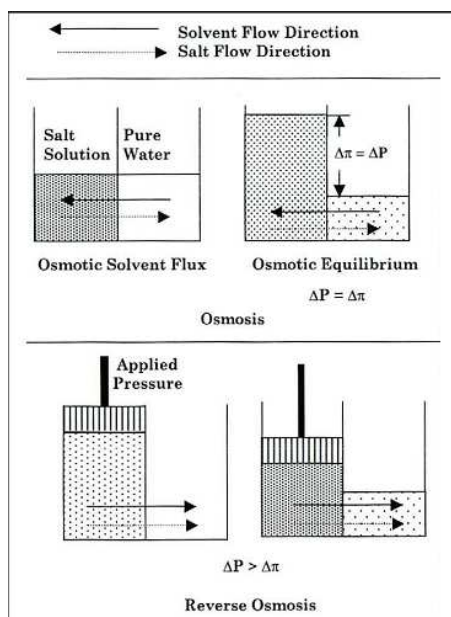 Solvent Flow Direction
Salt Flow Direction
Salt Solution
Pure Water
Δπ = ΔP
Osmotic Solvent Flux
Osmotic Equilibrium
ΔP = Δπ
Osmosis
Applied Pressure
ΔP > Δπ
Reverse Osmosis